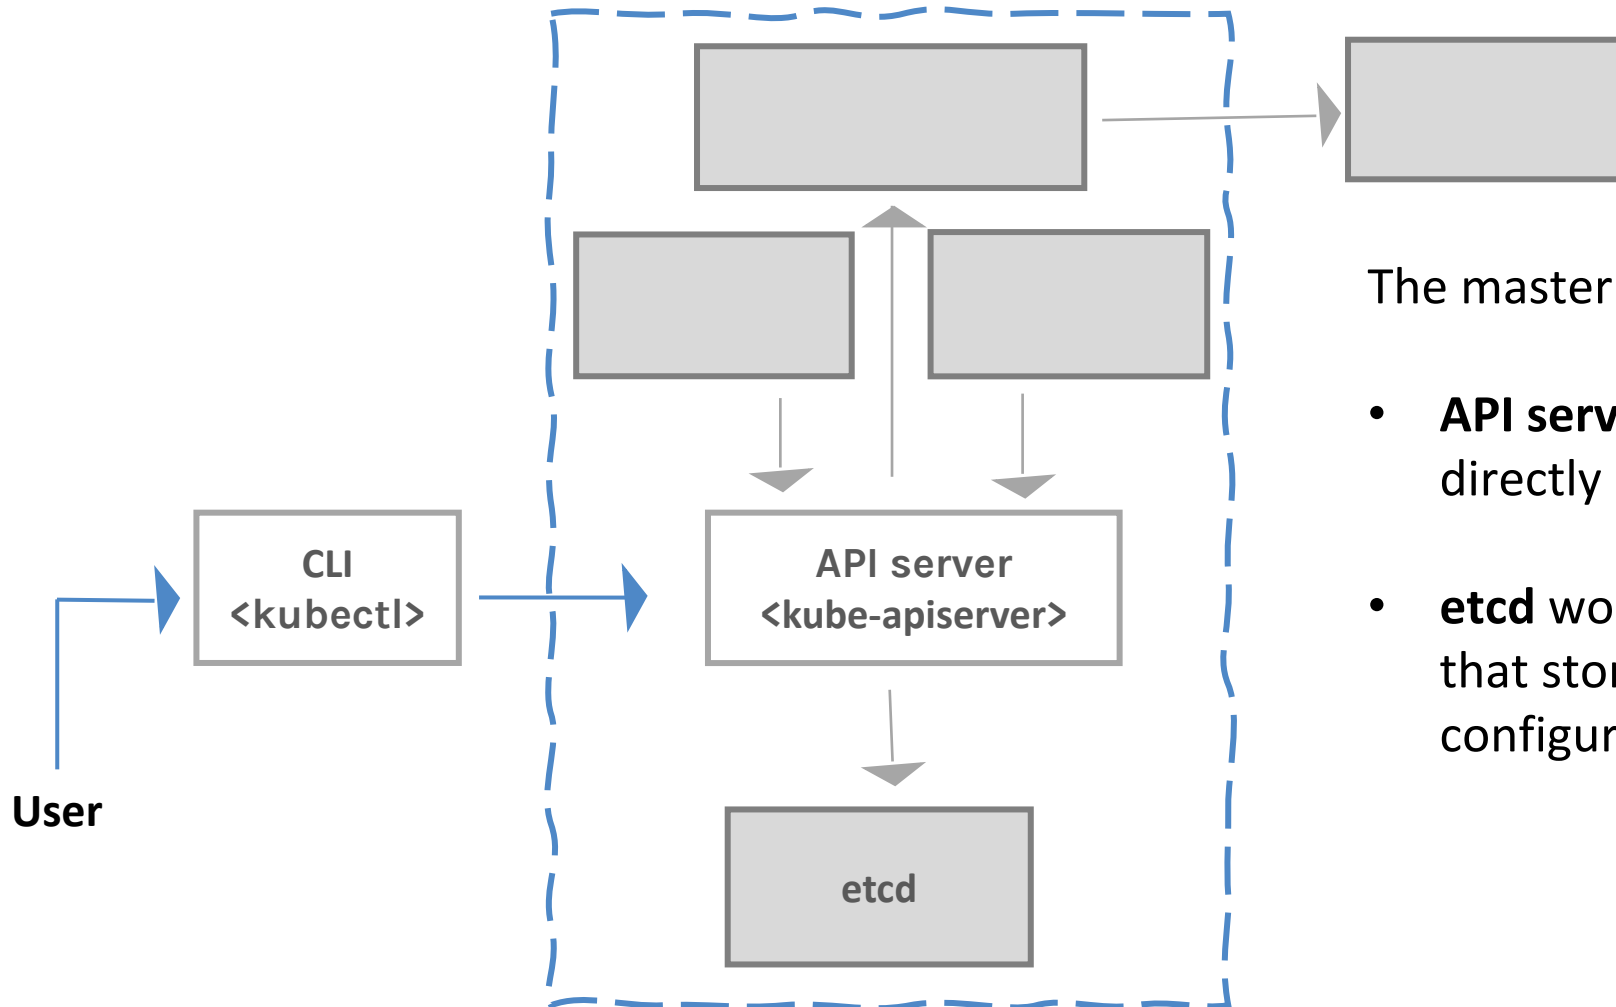 The master
• API serv
directly
CLI
<kubectl>
API server
<kube-apiserver>
• etcd wo
that stor
configur
User
etcd